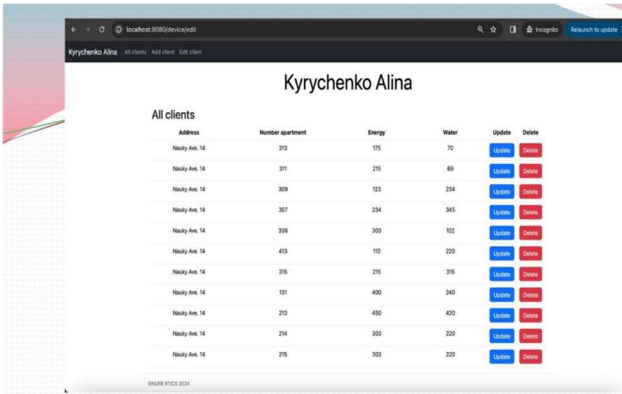 localhost:8080/device/edit
Incognito
Relaunch to update
Kyrychenko Alina All clients Add client Edit client
Kyrychenko Alina
All clients
Address Number apartment Energy Water Update Delete
Nauky Ave. 14 313 175 70 Update Delete
Nauky Ave. 14 311 215 69 Update Delete
Nauky Ave. 14 309 123 234 Update Delete
Nauky Ave. 14 307 234 345 Update Delete
Nauky Ave. 14 336 303 102 Update Delete
Nauky Ave. 14 413 110 220 Update Delete
Nauky Ave. 14 315 215 316 Update Delete
Nauky Ave. 14 131 400 240 Update Delete
Nauky Ave. 14 213 450 430 Update Delete
Nauky Ave. 14 214 303 220 Update Delete
Nauky Ave. 14 215 303 220 Update Delete
©NURE RTICS 2024